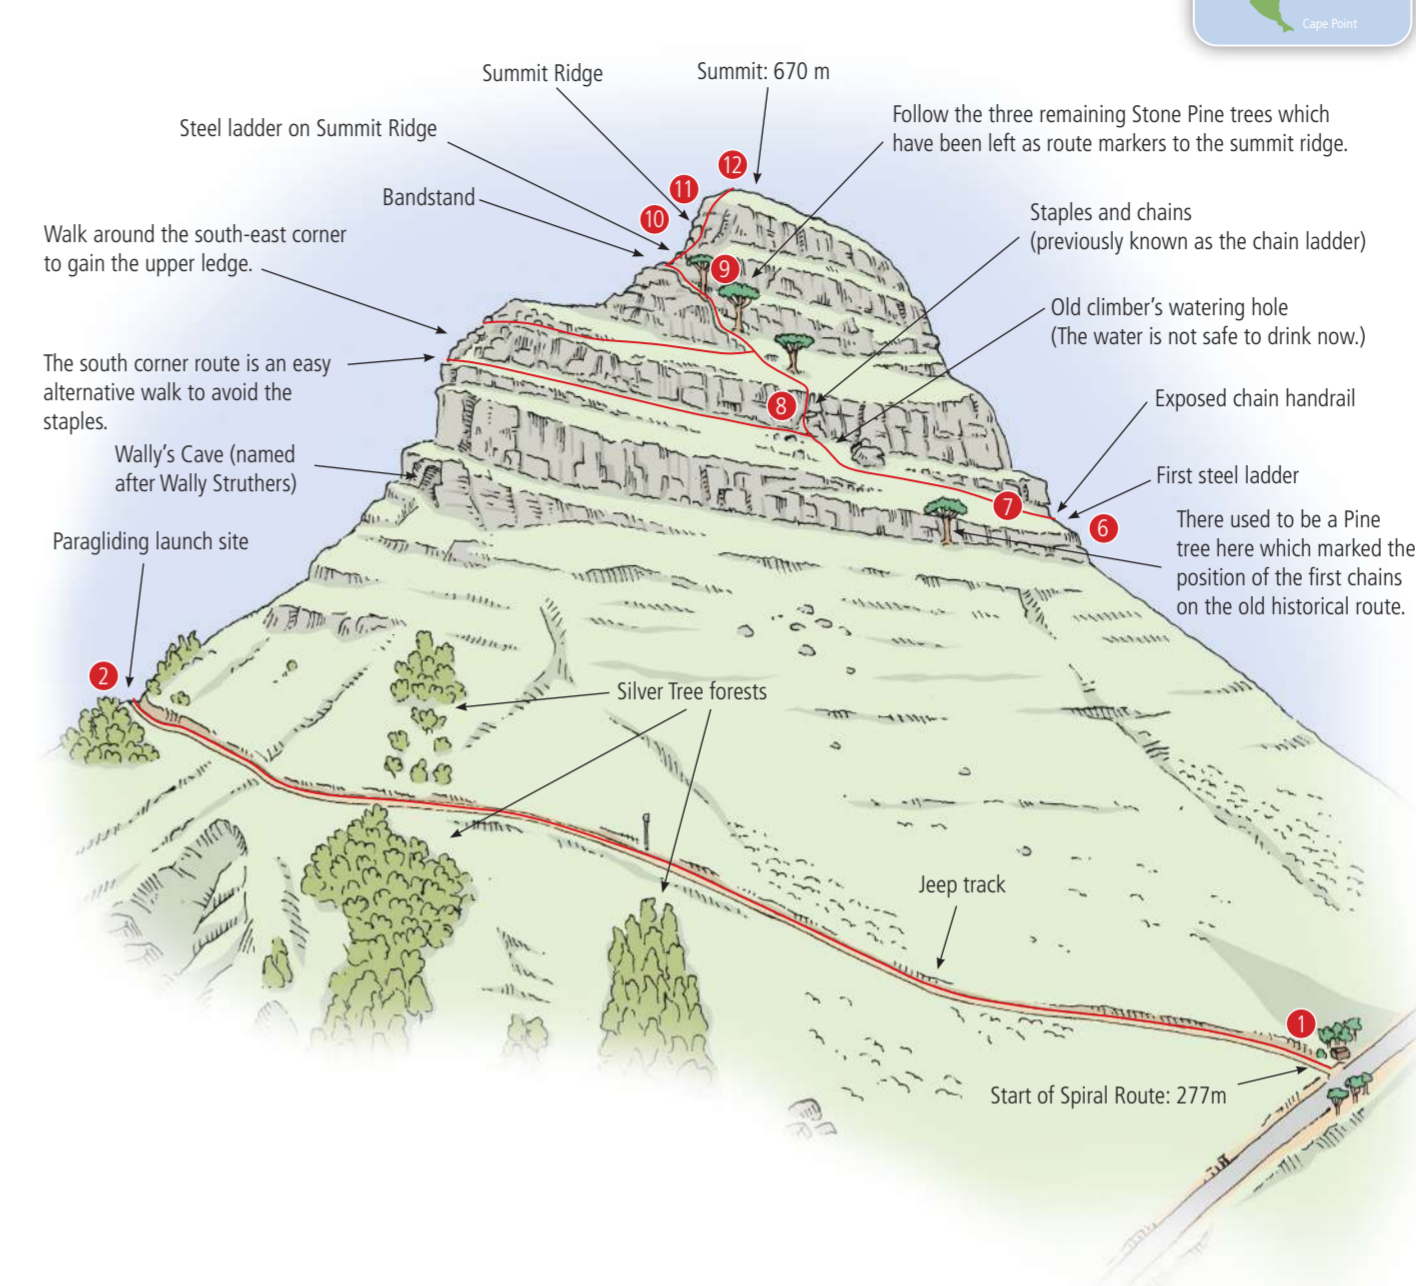 Cape Point
Summit Ridge
Summit: 670 m
Steel ladder on Summit Ridge
Follow the three remaining Stone Pine trees which
have been left as route markers to the summit ridge.
12
11
10
Bandstand
Staples and chains
(previously known as the chain ladder)
Walk around the south-east corner
to gain the upper ledge.
9
Old climber's watering hole
(The water is not safe to drink now.)
The south corner route is an easy
alternative walk to avoid the
staples.
8
Exposed chain handrail
Wally's Cave (named
after Wally Struthers)
First steel ladder
7
6
There used to be a Pine
tree here which marked the
position of the first chains
on the old historical route.
Paragliding launch site
2
Silver Tree forests
Jeep track
1
Start of Spiral Route: 277m